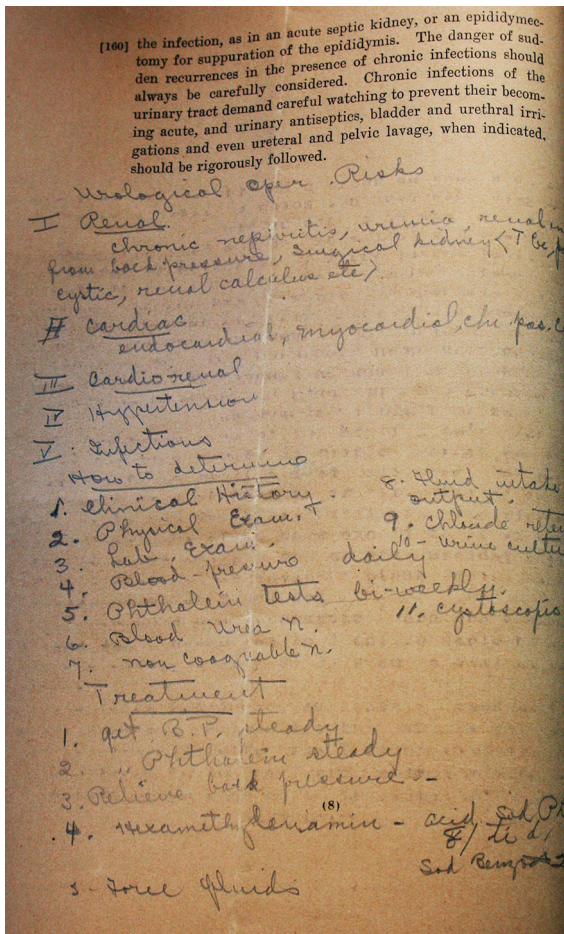 [160] the infection, as in an acute septic kidney, or an epididymec-
tomy for suppuration of the epididymis. The danger of sud-
den recurrences in the presence of chronic infections should
always be carefully considered. Chronic infections of the
urinary tract demand careful watching to prevent their becom-
ing acute, and urinary antiseptics, bladder and urethral irri-
gations and even ureteral and pelvic lavage, when indicated,
should be rigorously followed.
Urological oper. Risks
I Renal.
chronic nephritis, uremia, renal
from back pressure, Surgical kidney (T be,
cystic, renal calculus etc)
II Cardiac
endocardial, myocardial, chr. pas.
III Cardio-renal
IV Hypertension
V. Infections
How to determine
1. Clinical History.
2. Physical Exam. +
3. Lab. Exam.
4. Blood-pressure daily
5. Phthalein tests bi-weekly.
6. Blood Urea N.
7. non coaguable N.
8. Fluid intake
output.
9. Chloride
10- urine
11. cystoscopic
Treatment
1. get B.P. steady
2. " Phthalein steady
3. Relieve back pressure -
(8)
4. Hexamethylenamin - acid Sod. Ph
Sod
5- Force fluids